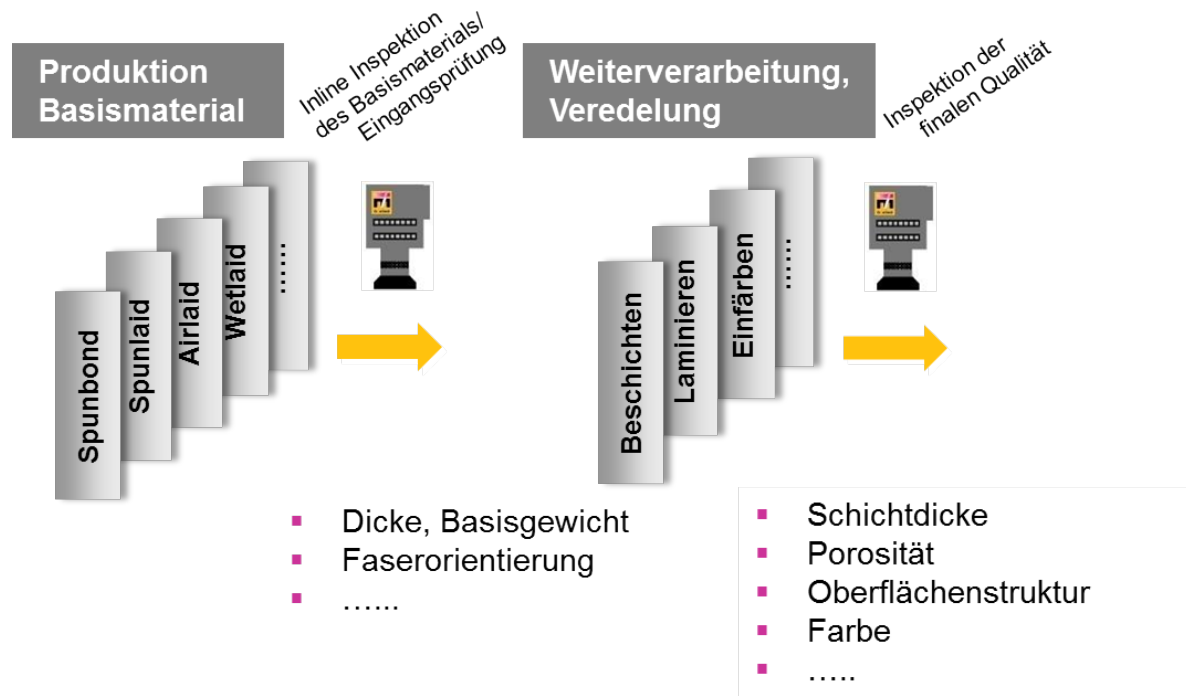 Produktion
Basismaterial
Inline Inspektion
des Basismaterials/
Eingangsprüfung
Weiterverarbeitung,
Veredelung
Inspektion der
finalen Qualität
Spunbond
Spunlaid
Airlaid
Wetlaid
......
Beschichten
Laminieren
Einfärben
......
Dicke, Basisgewicht
Faserorientierung
…...
Schichtdicke
Porosität
Oberflächenstruktur
Farbe
…..